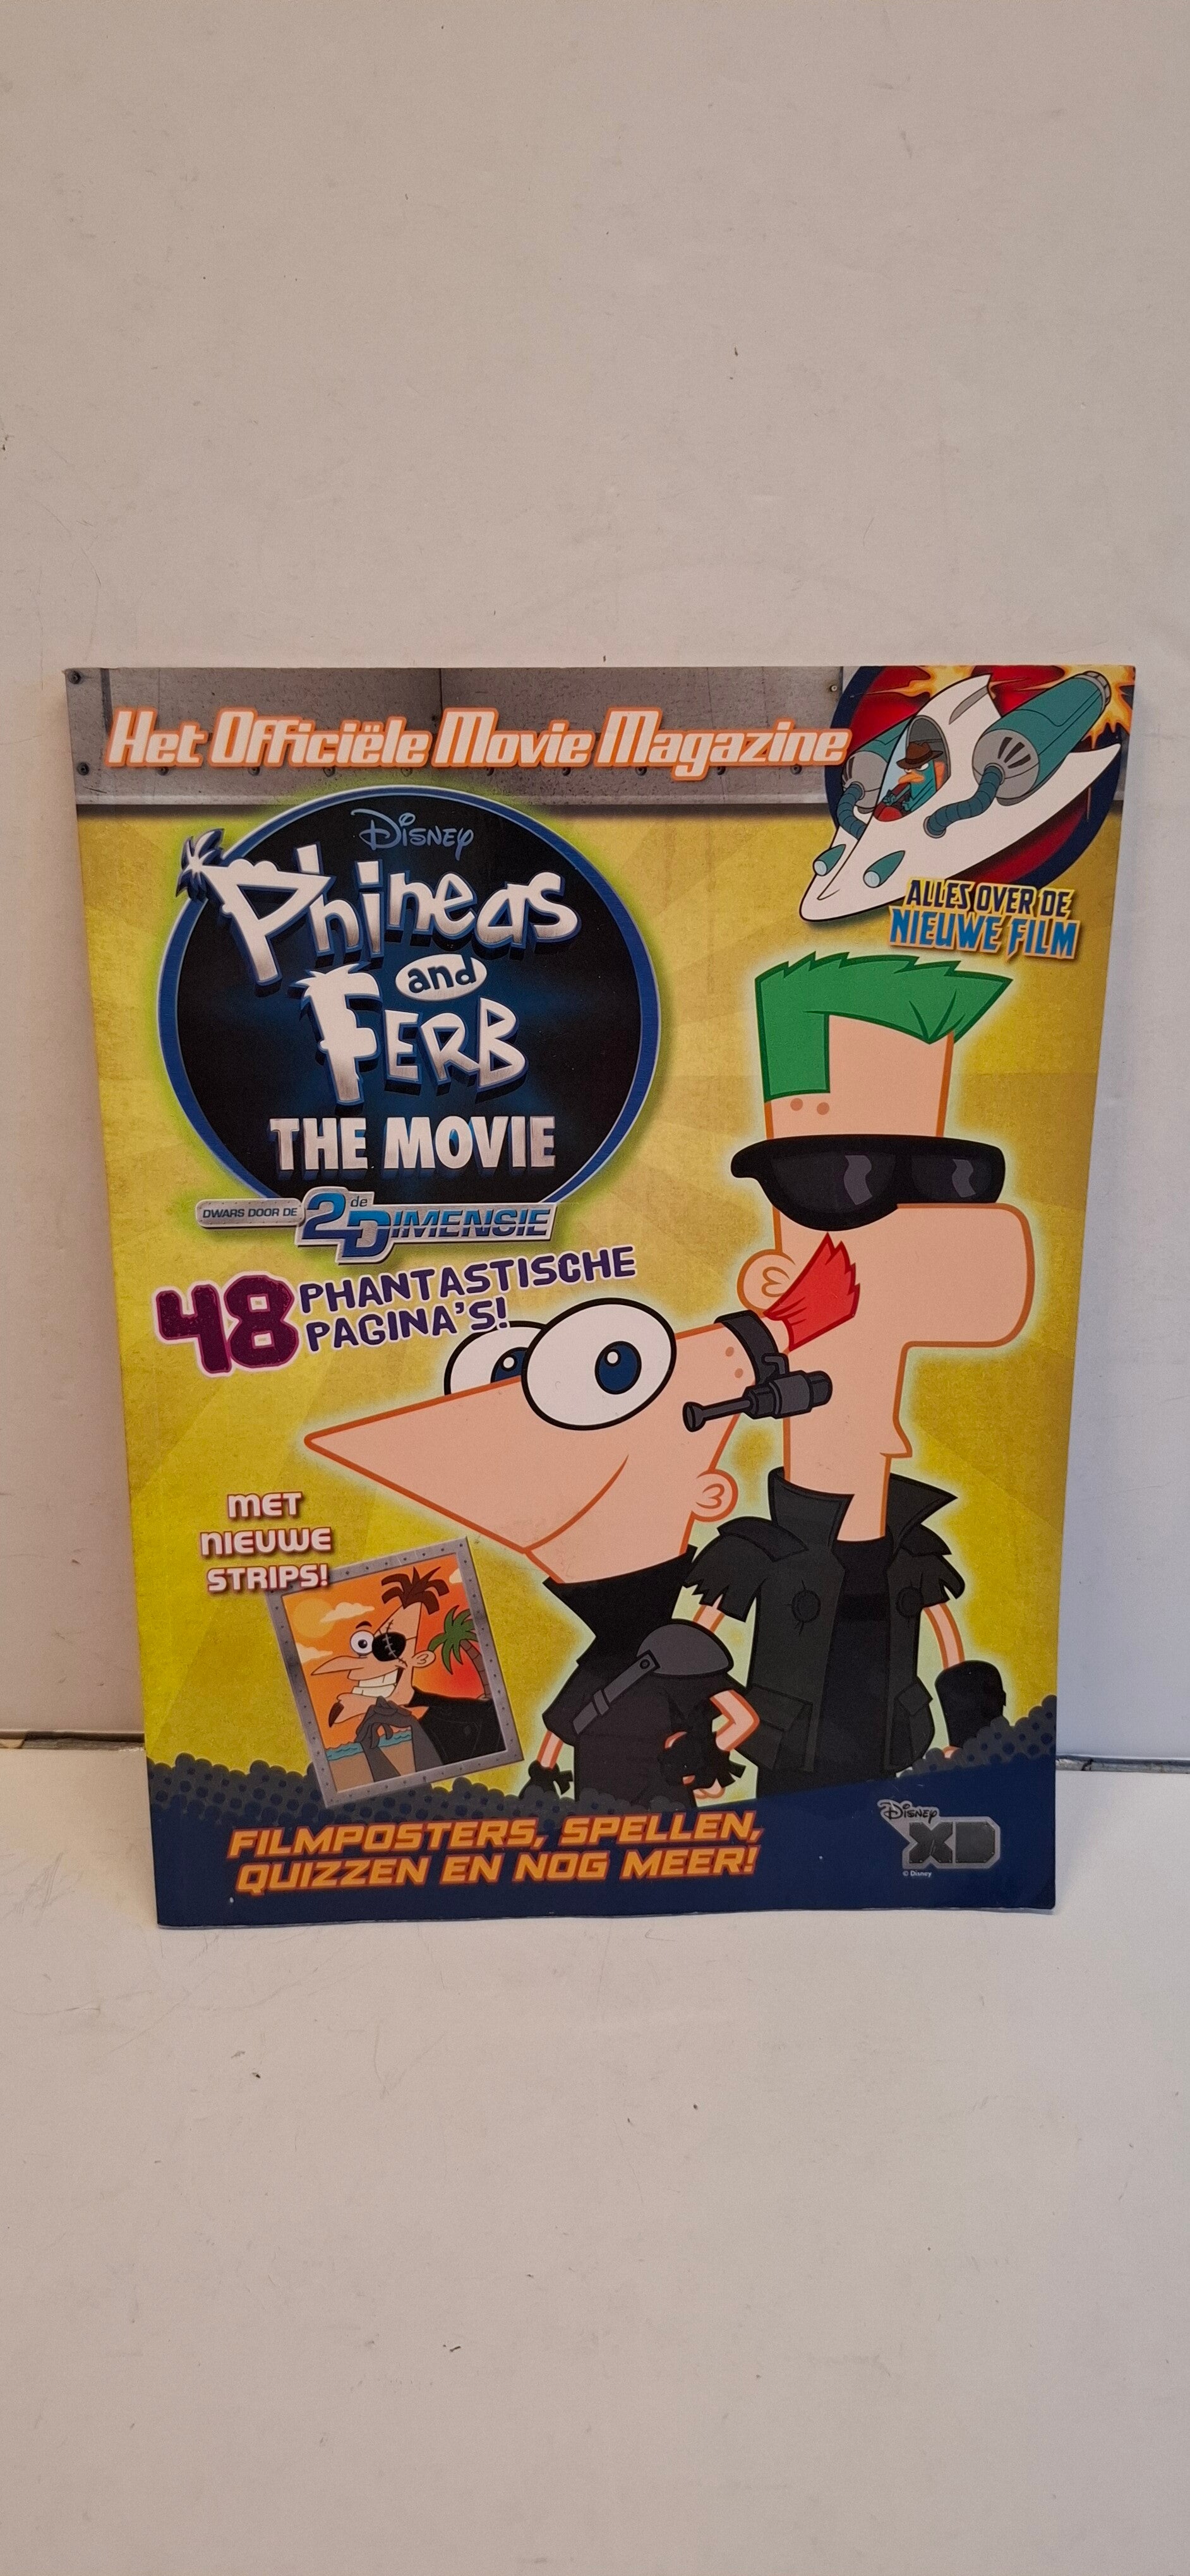 Het Officiële Movie Magazine
ALLES OVER DE
NIEUWE FILM
DISNEY
Phineas
and
FERB
THE MOVIE
DWARS DOOR DE 2de DIMENSIE
48 PHANTASTISCHE
PAGINA'S!
MET
NIEUWE
STRIPS!
FILMPOSTERS, SPELLEN,
QUIZZEN EN NOG MEER!
DISNEY
XD
© Disney